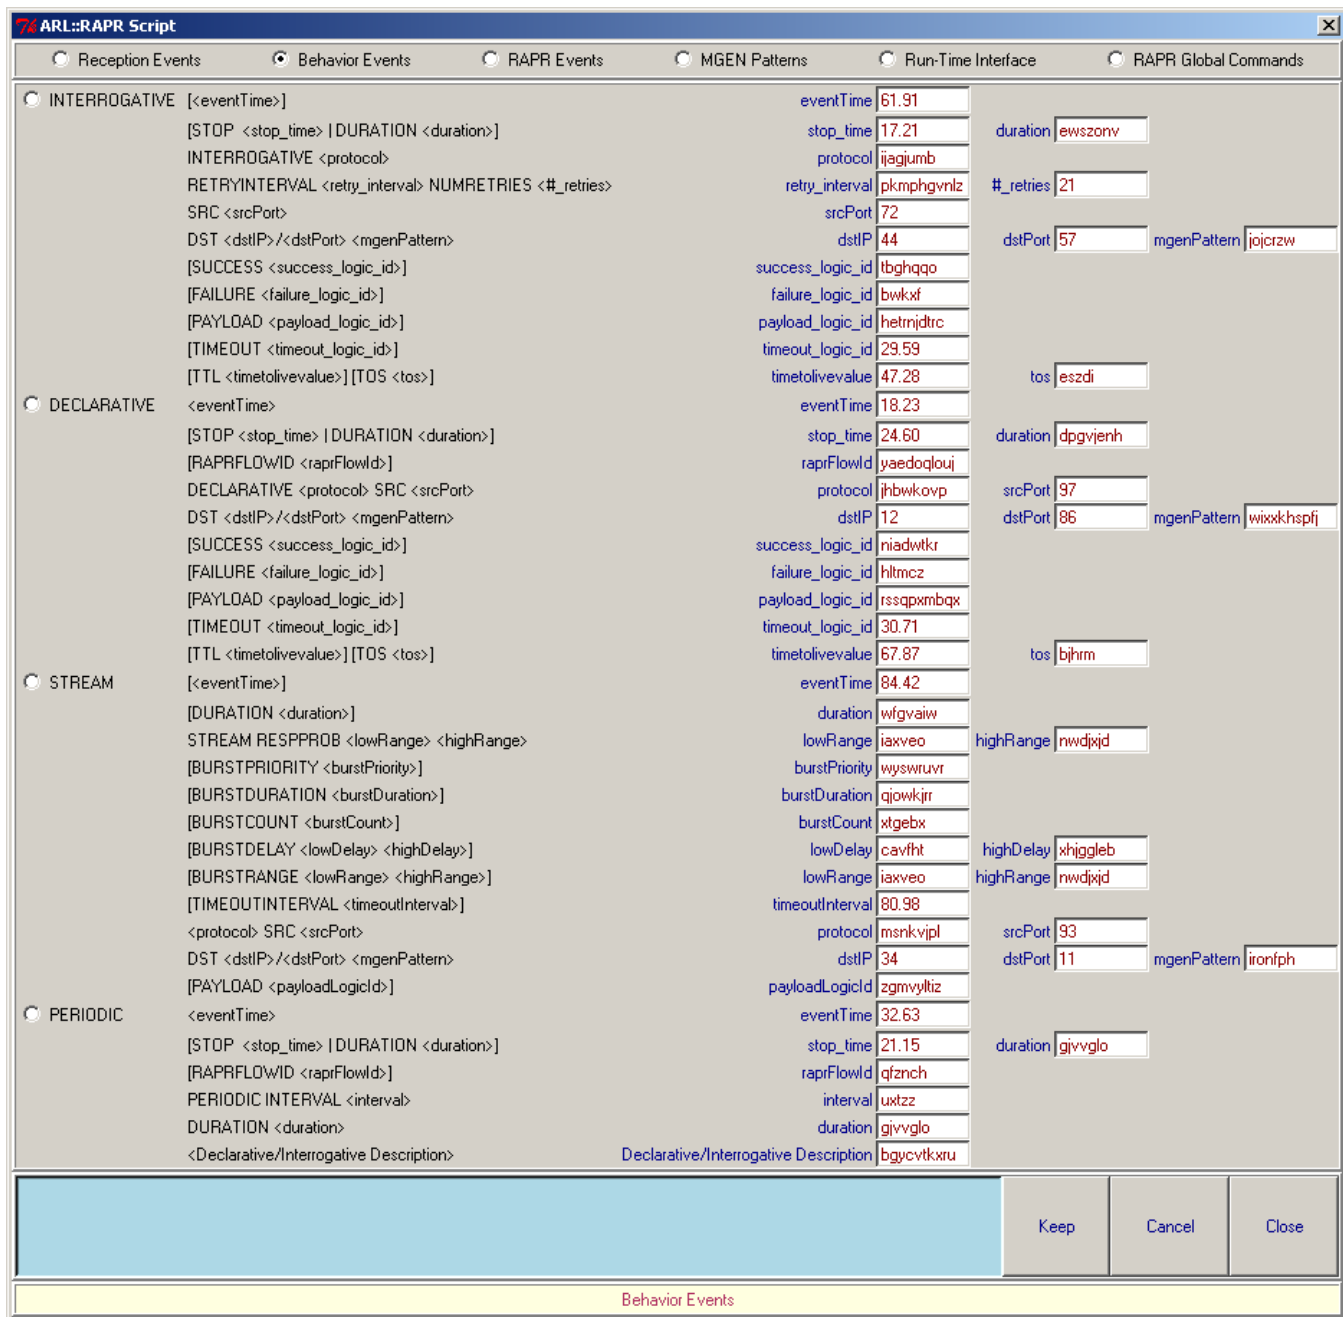 ARL::RAPR Script
Reception Events Behavior Events RAPR Events MGEN Patterns Run-Time Interface RAPR Global Commands
INTERROGATIVE [<eventTime>] eventTime 61.91
[STOP <stop_time> | DURATION <duration>] stop_time 17.21 duration ewszonv
INTERROGATIVE <protocol> protocol ijagjumb
RETRYINTERVAL <retry_interval> NUMRETRIES <#_retries> retry_interval pkmphgvnlz #_retries 21
SRC <srcPort> srcPort 72
DST <dstIP>/<dstPort> <mgenPattern> dstIP 44 dstPort 57 mgenPattern jojcrzw
[SUCCESS <success_logic_id>] success_logic_id tbghqqo
[FAILURE <failure_logic_id>] failure_logic_id bwkxf
[PAYLOAD <payload_logic_id>] payload_logic_id hetrnjdtrc
[TIMEOUT <timeout_logic_id>] timeout_logic_id 29.59
[TTL <timetolivevalue>] [TOS <tos>] timetolivevalue 47.28 tos eszdi
DECLARATIVE <eventTime> eventTime 18.23
[STOP <stop_time> | DURATION <duration>] stop_time 24.60 duration dpgvjenh
[RAPRFLOWID <raprFlowId>] raprFlowId yaedoqlouj
DECLARATIVE <protocol> SRC <srcPort> protocol jhbwkovp srcPort 97
DST <dstIP>/<dstPort> <mgenPattern> dstIP 12 dstPort 86 mgenPattern wixxkhspfj
[SUCCESS <success_logic_id>] success_logic_id niadwtkr
[FAILURE <failure_logic_id>] failure_logic_id hltmcz
[PAYLOAD <payload_logic_id>] payload_logic_id rssqpxmbqx
[TIMEOUT <timeout_logic_id>] timeout_logic_id 30.71
[TTL <timetolivevalue>] [TOS <tos>] timetolivevalue 67.87 tos bjhrm
STREAM [<eventTime>] eventTime 84.42
[DURATION <duration>] duration wfgvaiw
STREAM RESPPROB <lowRange> <highRange> lowRange iaxveo highRange nwdjxjd
[BURSTPRIORITY <burstPriority>] burstPriority wyswruvr
[BURSTDURATION <burstDuration>] burstDuration qjowkjrr
[BURSTCOUNT <burstCount>] burstCount xtgebx
[BURSTDELAY <lowDelay> <highDelay>] lowDelay cavfht highDelay xhjggleb
[BURSTRANGE <lowRange> <highRange>] lowRange iaxveo highRange nwdjxjd
[TIMEOUTINTERVAL <timeoutInterval>] timeoutInterval 80.98
<protocol> SRC <srcPort> protocol msnkvjpl srcPort 93
DST <dstIP>/<dstPort> <mgenPattern> dstIP 34 dstPort 11 mgenPattern ironfph
[PAYLOAD <payloadLogicId>] payloadLogicId zgmvyltiz
PERIODIC <eventTime> eventTime 32.63
[STOP <stop_time> | DURATION <duration>] stop_time 21.15 duration gjvvglo
[RAPRFLOWID <raprFlowId>] raprFlowId qfznch
PERIODIC INTERVAL <interval> interval uxtzz
DURATION <duration> duration gjvvglo
<Declarative/Interrogative Description> Declarative/Interrogative Description bgycvtkxru
Keep Cancel Close
Behavior Events